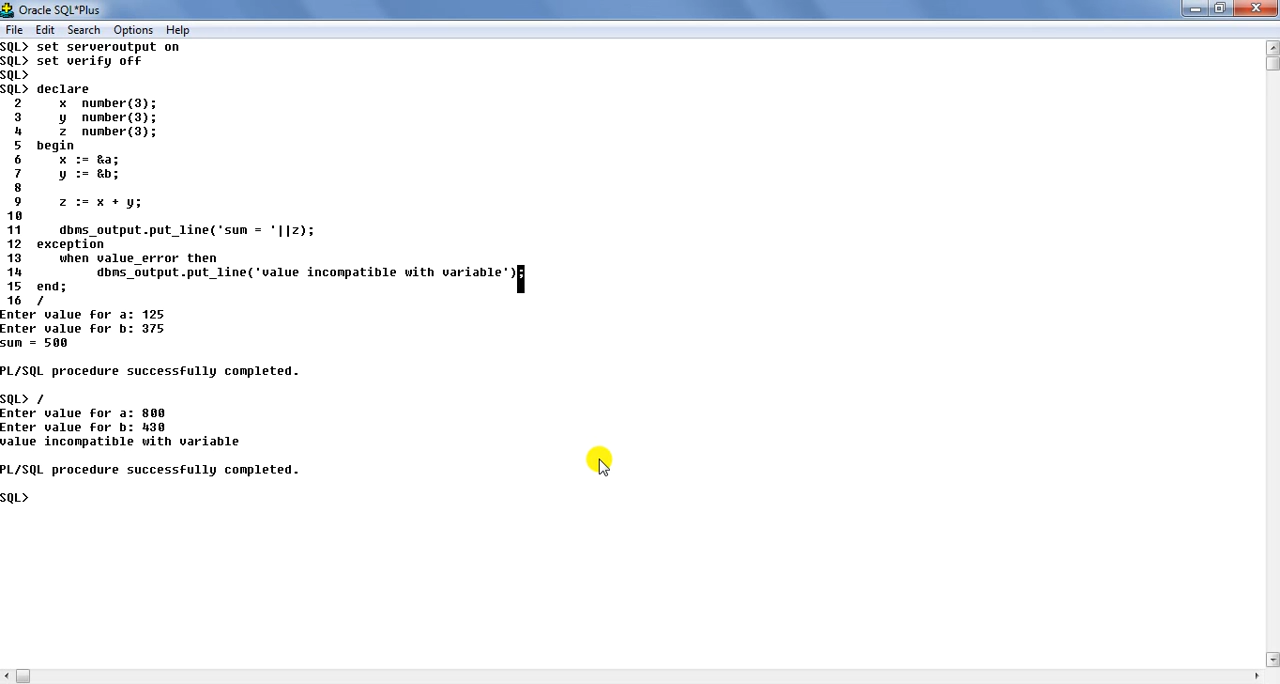 Oracle SQL*Plus
File Edit Search Options Help
SQL> set serveroutput on
SQL> set verify off
SQL>
SQL> declare
2 x number(3);
3 y number(3);
4 z number(3);
5 begin
6 x := &a;
7 y := &b;
8
9 z := x + y;
10
11 dbms_output.put_line('sum = '||z);
12 exception
13 when value_error then
14 dbms_output.put_line('value incompatible with variable');
15 end;
16 /
Enter value for a: 125
Enter value for b: 375
sum = 500
PL/SQL procedure successfully completed.
SQL> /
Enter value for a: 800
Enter value for b: 430
value incompatible with variable
PL/SQL procedure successfully completed.
SQL>